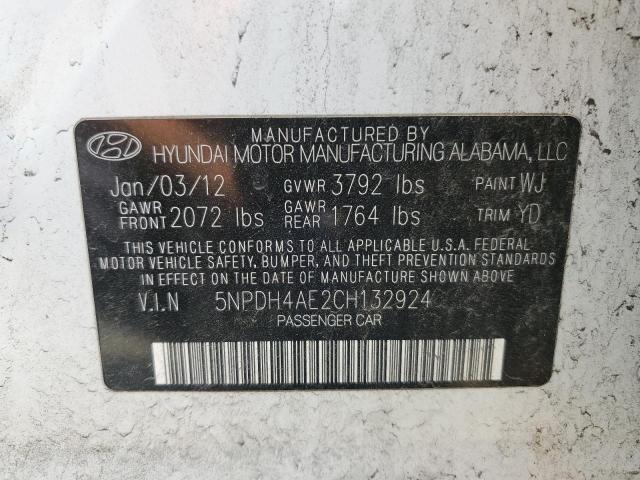 MANUFACTURED BY
HYUNDAI MOTOR MANUFACTURING ALABAMA, LLC
Jan/03/12 GVWR 3792 lbs PAINT WJ
GAWR FRONT 2072 lbs GAWR REAR 1764 lbs TRIM YD
THIS VEHICLE CONFORMS TO ALL APPLICABLE U.S.A. FEDERAL
MOTOR VEHICLE SAFETY, BUMPER, AND THEFT PREVENTION STANDARDS
IN EFFECT ON THE DATE OF MANUFACTURE SHOWN ABOVE.
V.I.N 5NPDH4AE2CH132924
PASSENGER CAR